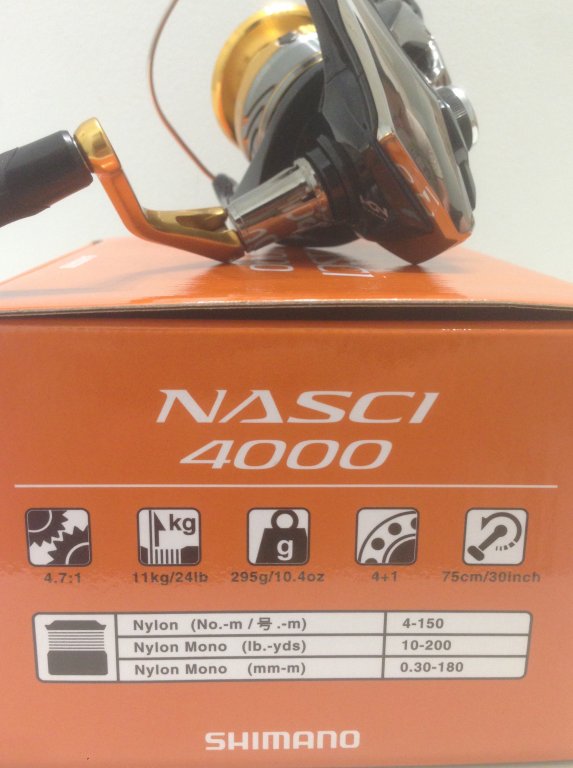 NASCI
4000
kg
g
4.7:1 11kg/24lb 295g/10.4oz 4+1 75cm/30inch
Nylon (No.-m / 号.-m) 4-150
Nylon Mono (lb.-yds) 10-200
Nylon Mono (mm-m) 0.30-180
SHIMANO